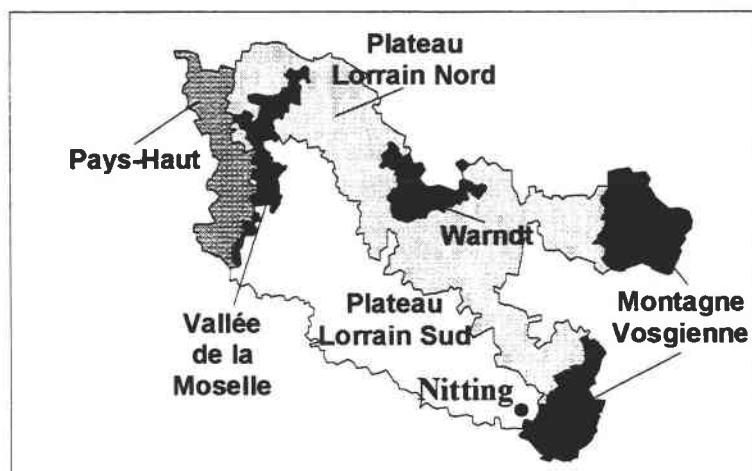 Plateau
Lorrain Nord
Pays-Haut
Warndt
Montagne
Vosgienne
Plateau
Lorrain Sud
Vallée
de la
Moselle
Nitting